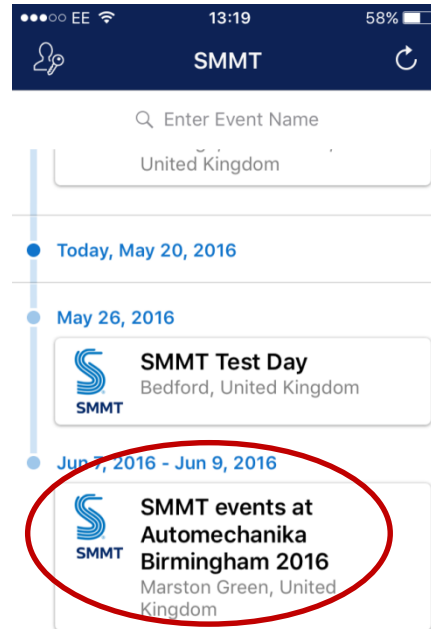 EE 13:19 58%
SMMT
Enter Event Name
United Kingdom
Today, May 20, 2016
May 26, 2016
SMMT Test Day
Bedford, United Kingdom
SMMT
Jun 7, 2016 - Jun 9, 2016
SMMT events at
Automechanika
SMMT
Birmingham 2016
Marston Green, United
Kingdom